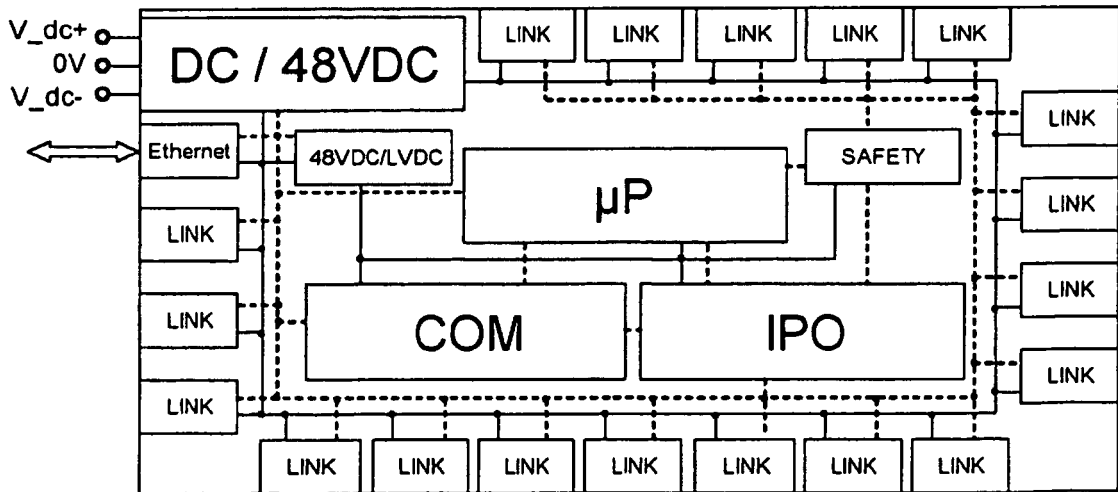 V_dc+
0V
V_dc-
DC / 48VDC
LINK
LINK
LINK
LINK
LINK
Ethernet
48VDC/LVDC
µP
SAFETY
LINK
LINK
LINK
LINK
LINK
LINK
LINK
COM
IPO
LINK
LINK
LINK
LINK
LINK
LINK
LINK